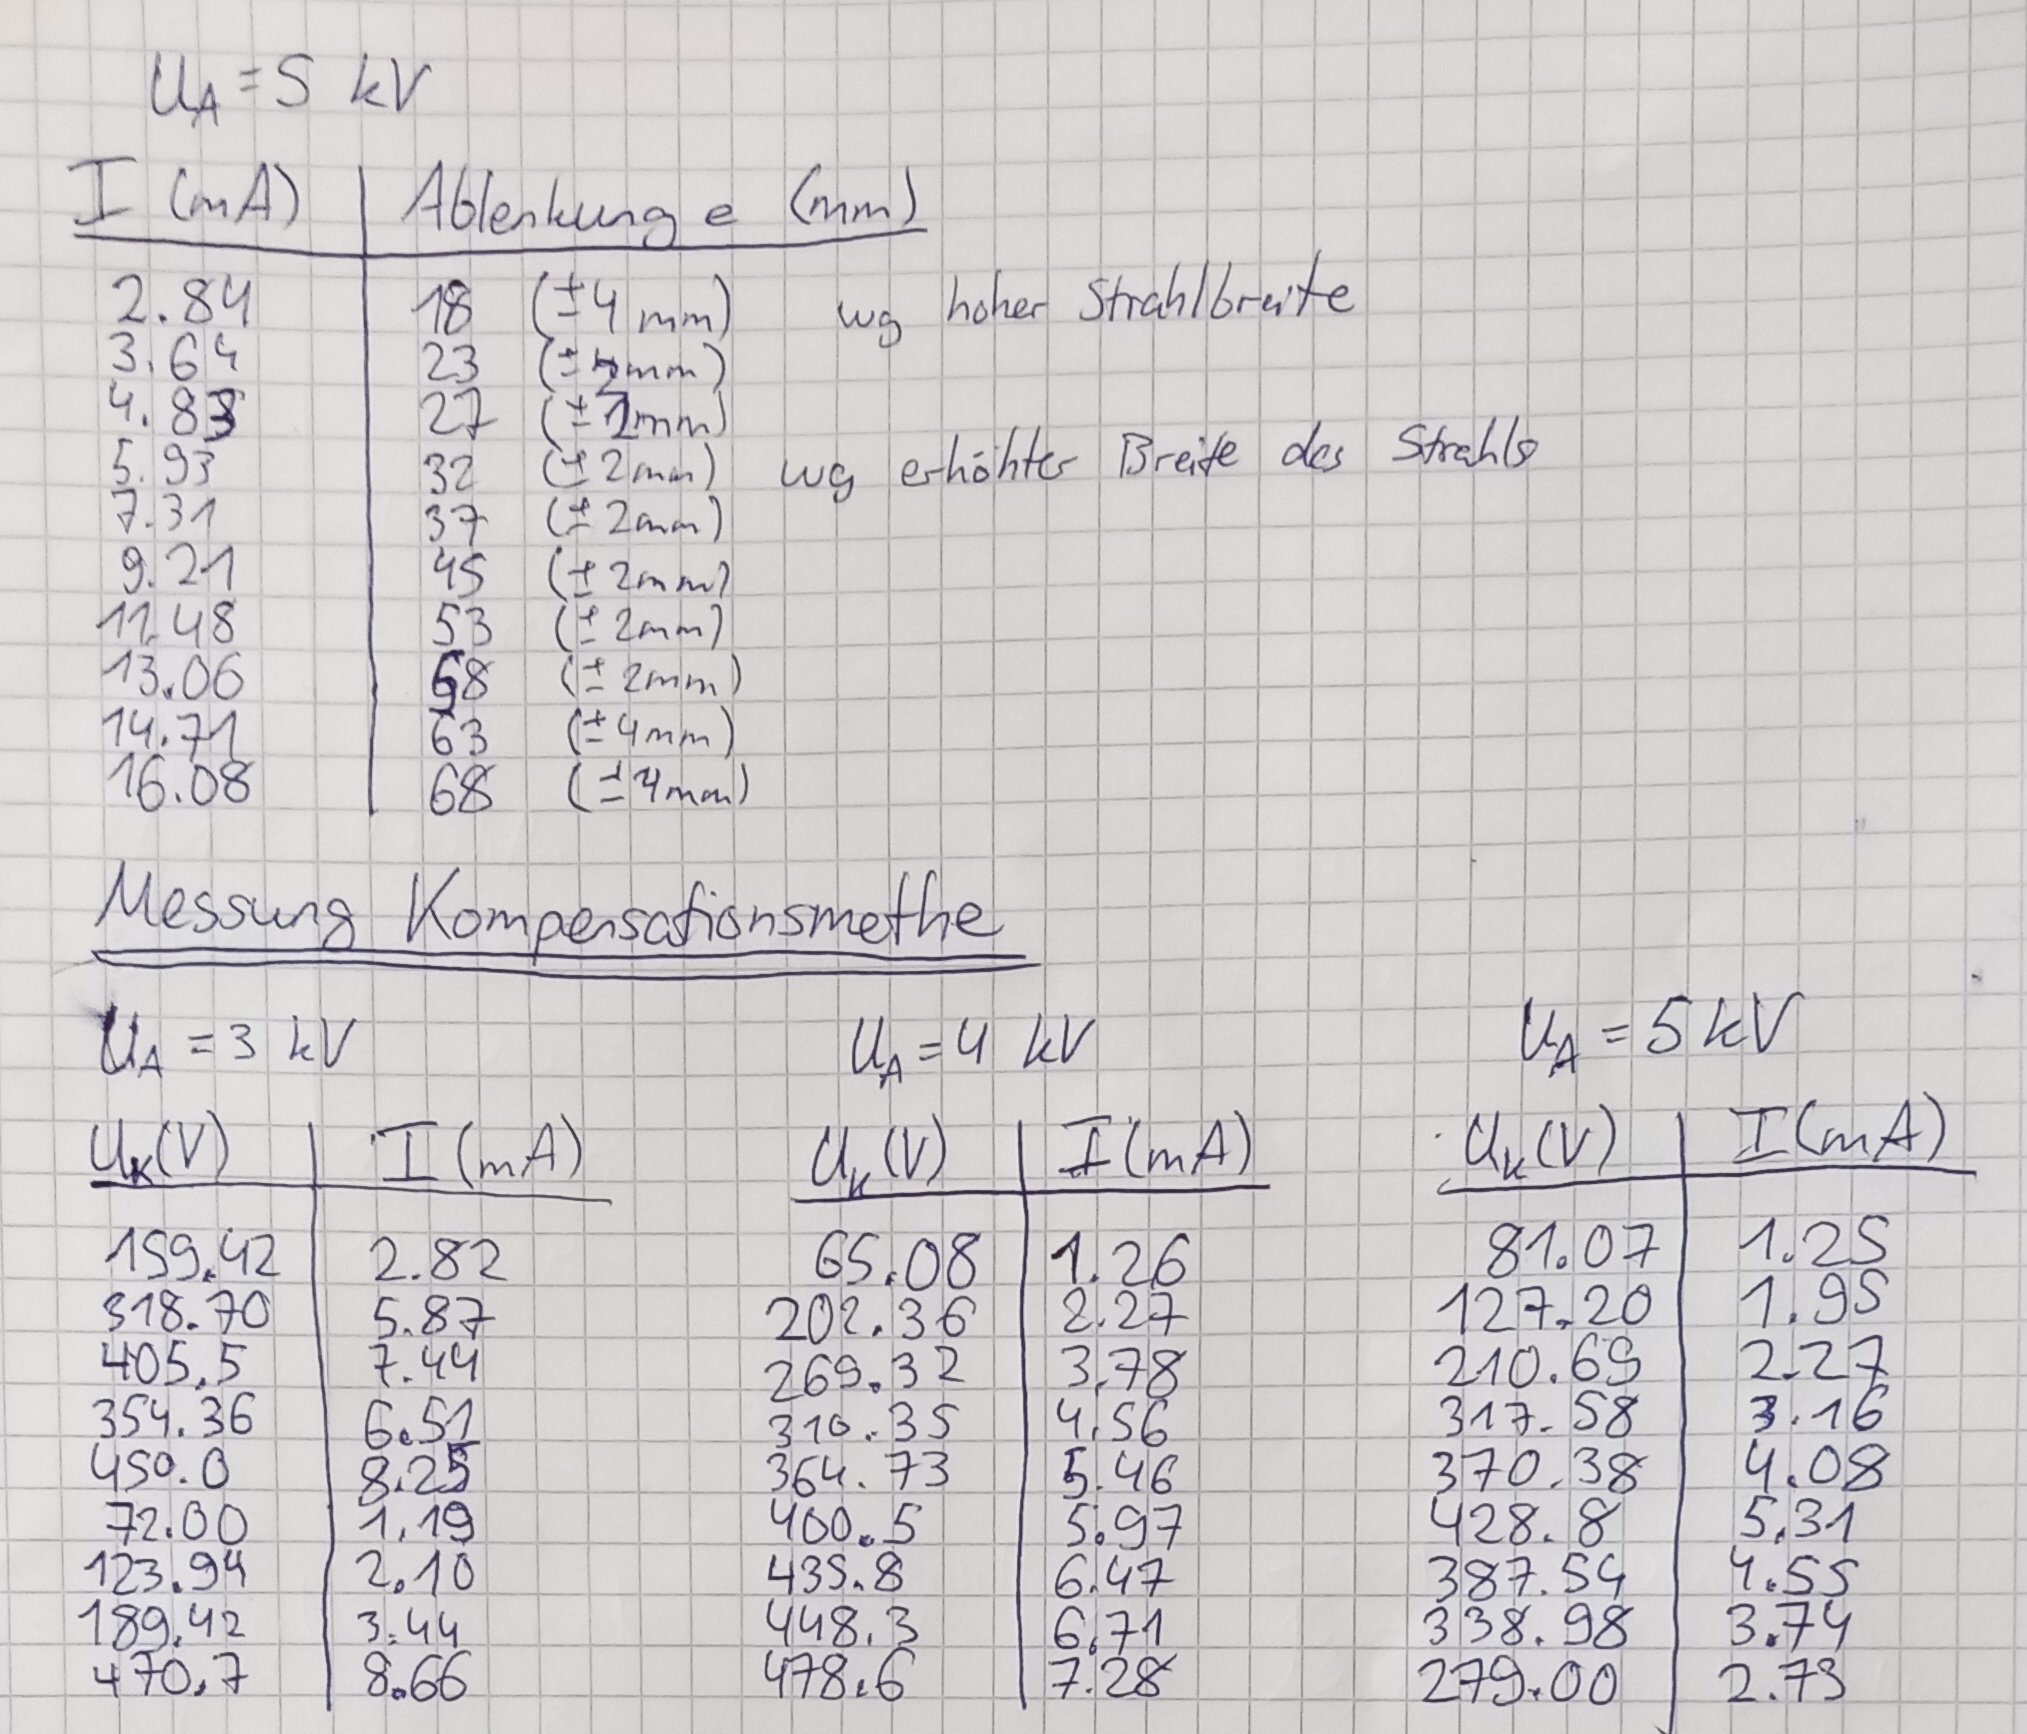 U_A = 5 kV
I (mA) | Ablenkung e (mm)
2.84 | 18 (±4 mm) wg hoher Strahlbreite
3.64 | 23 (± 2mm)
4.83 | 27 (± 2mm)
5.93 | 32 (± 2mm) wg erhöhter Breite des Strahls
7.31 | 37 (± 2mm)
9.21 | 45 (± 2mm)
11.48 | 53 (± 2mm)
13.06 | 58 (± 2mm)
14.71 | 63 (± 4mm)
16.08 | 68 (± 4mm)
Messung Kompensationsmethe
U_A = 3 kV U_A = 4 kV U_A = 5 kV
U_K (V) | I (mA) U_K (V) | I (mA) U_K (V) | I (mA)
159.42 | 2.82 65.08 | 1.26 81.07 | 1.25
318.70 | 5.87 202.36 | 2.27 127.20 | 1.95
405.5 | 7.44 269.32 | 3.78 210.69 | 2.27
354.36 | 6.51 310.35 | 4.56 317.58 | 3.16
450.0 | 8.25 364.73 | 5.46 370.38 | 4.08
72.00 | 1.19 400.5 | 5.97 428.8 | 5.31
123.94 | 2.10 435.8 | 6.47 387.54 | 4.55
189.42 | 3.44 448.3 | 6.71 338.98 | 3.74
470.7 | 8.66 478.6 | 7.28 279.00 | 2.73